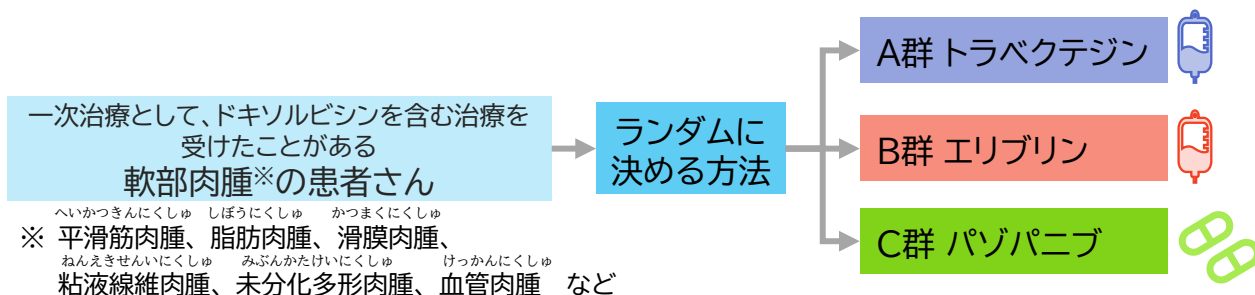 一次治療として、ドキソルビシンを含む治療を
受けたことがある
軟部肉腫※の患者さん
※ 平滑筋肉腫、脂肪肉腫、滑膜肉腫、
へいかつきんにくしゅ しぼうにくしゅ かつまくにくしゅ
粘液線維肉腫、未分化多形肉腫、血管肉腫 など
ねんえきせんいにくしゅ みぶんかたけいにくしゅ けっかんにくしゅ
ランダムに
決める方法
A群 トラベクテジン
B群 エリブリン
C群 パゾパニブ